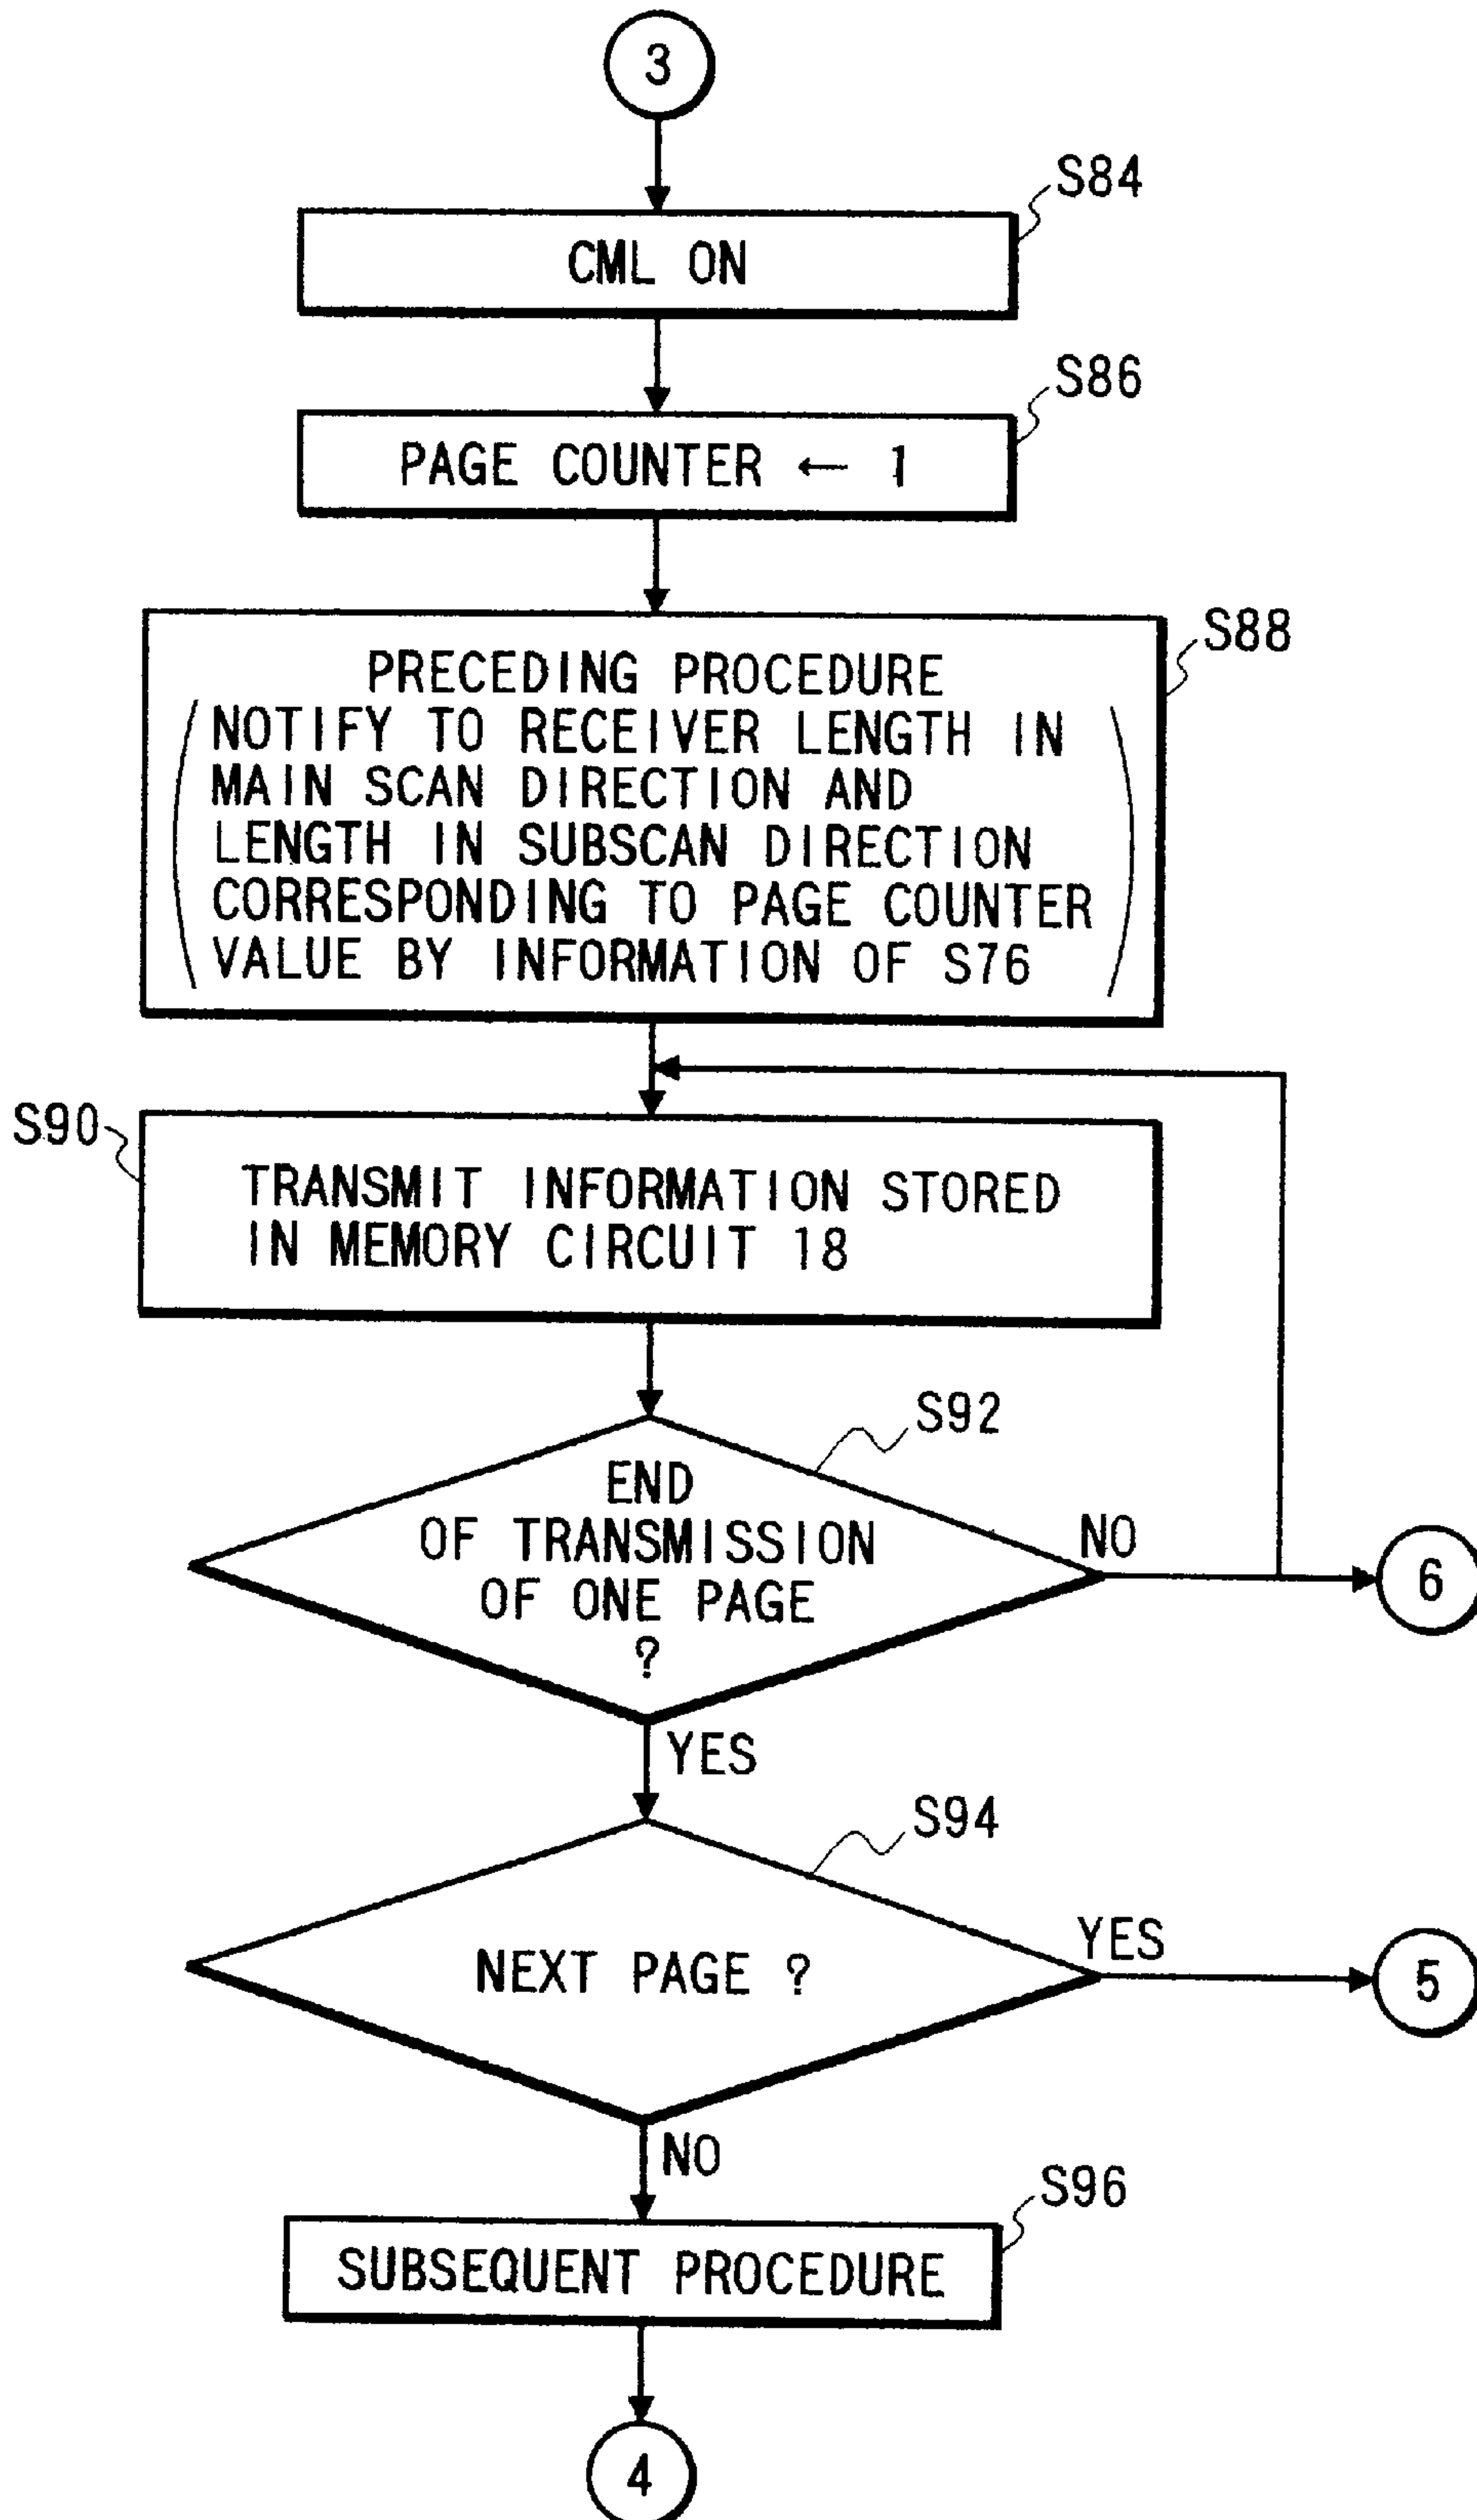 3
S84
CML ON
S86
PAGE COUNTER ← 1
S88
PRECEDING PROCEDURE
(NOTIFY TO RECEIVER LENGTH IN
MAIN SCAN DIRECTION AND
LENGTH IN SUBSCAN DIRECTION
CORRESPONDING TO PAGE COUNTER
VALUE BY INFORMATION OF S76)
S90
TRANSMIT INFORMATION STORED
IN MEMORY CIRCUIT 18
S92
END
OF TRANSMISSION
OF ONE PAGE
?
NO
6
YES
S94
NEXT PAGE ?
YES
5
NO
S96
SUBSEQUENT PROCEDURE
4